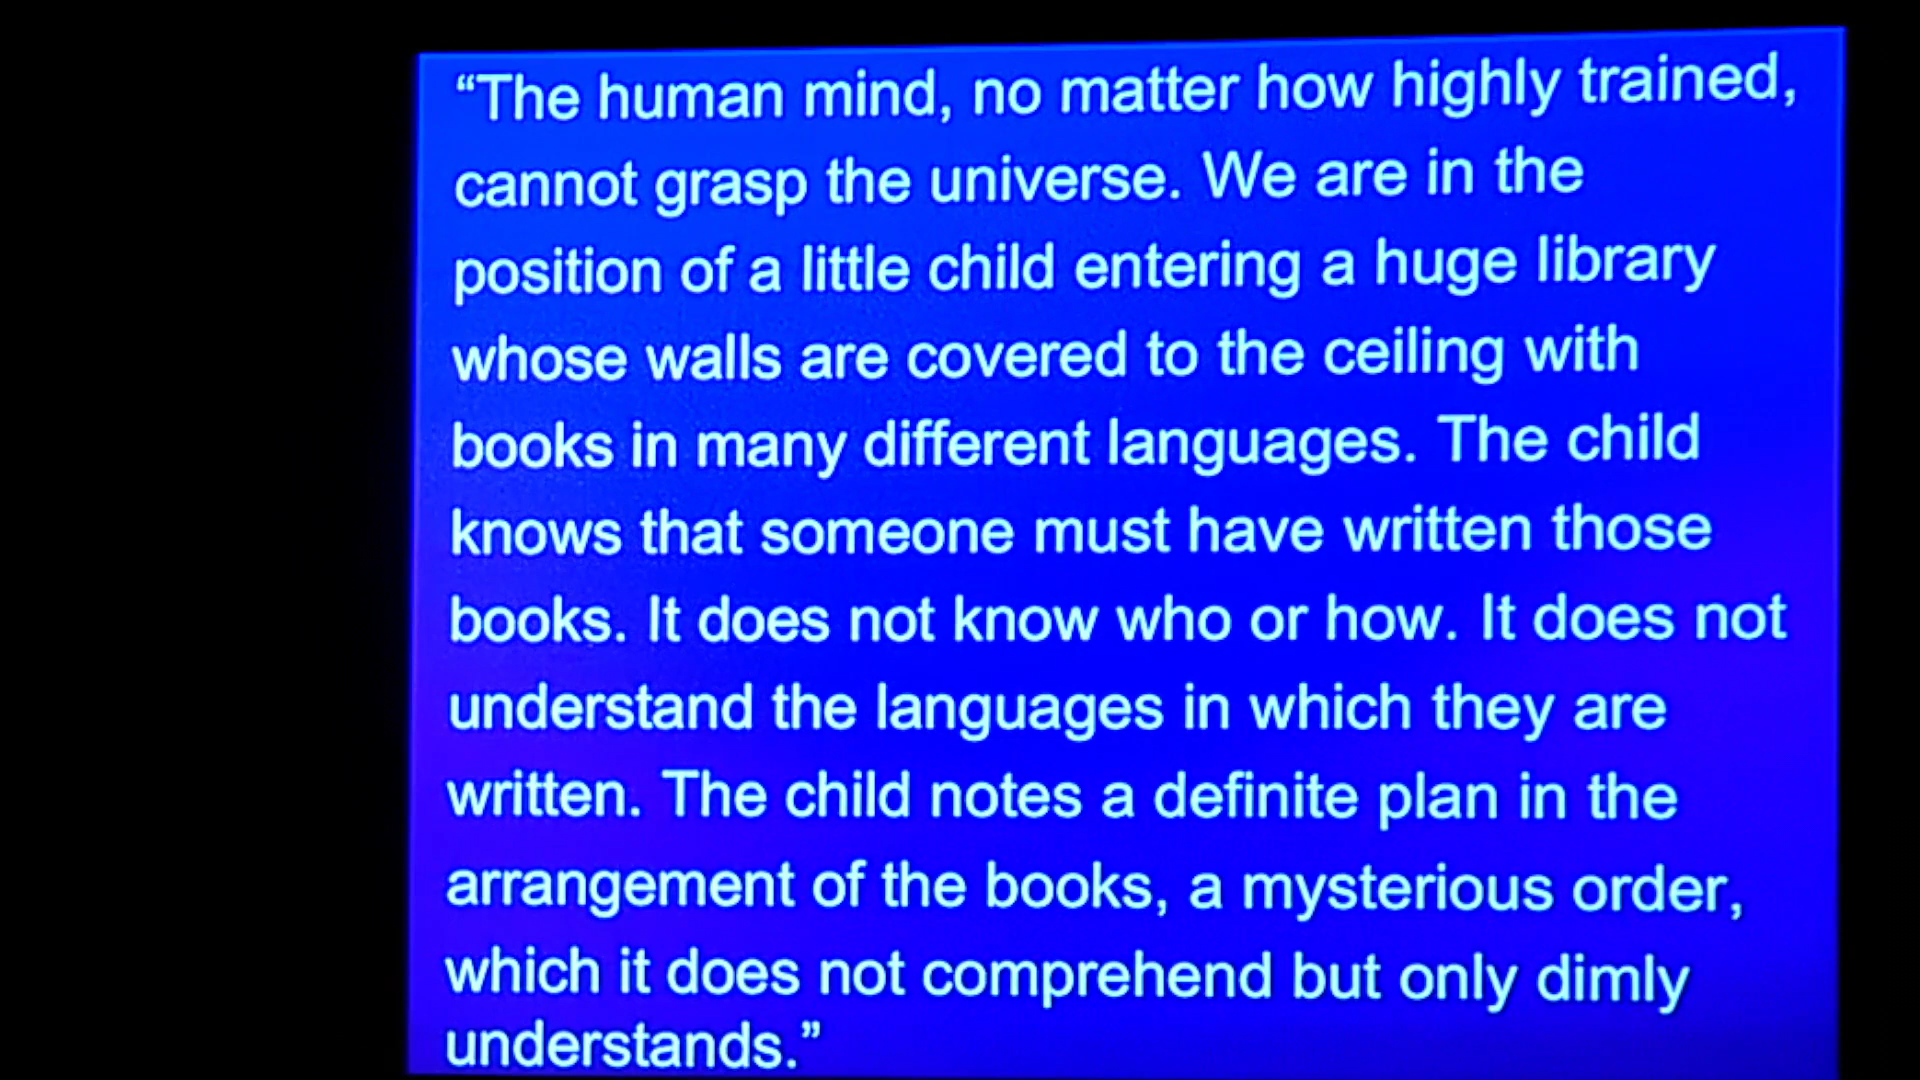 “The human mind, no matter how highly trained,
cannot grasp the universe. We are in the
position of a little child entering a huge library
whose walls are covered to the ceiling with
books in many different languages. The child
knows that someone must have written those
books. It does not know who or how. It does not
understand the languages in which they are
written. The child notes a definite plan in the
arrangement of the books, a mysterious order,
which it does not comprehend but only dimly
understands.”